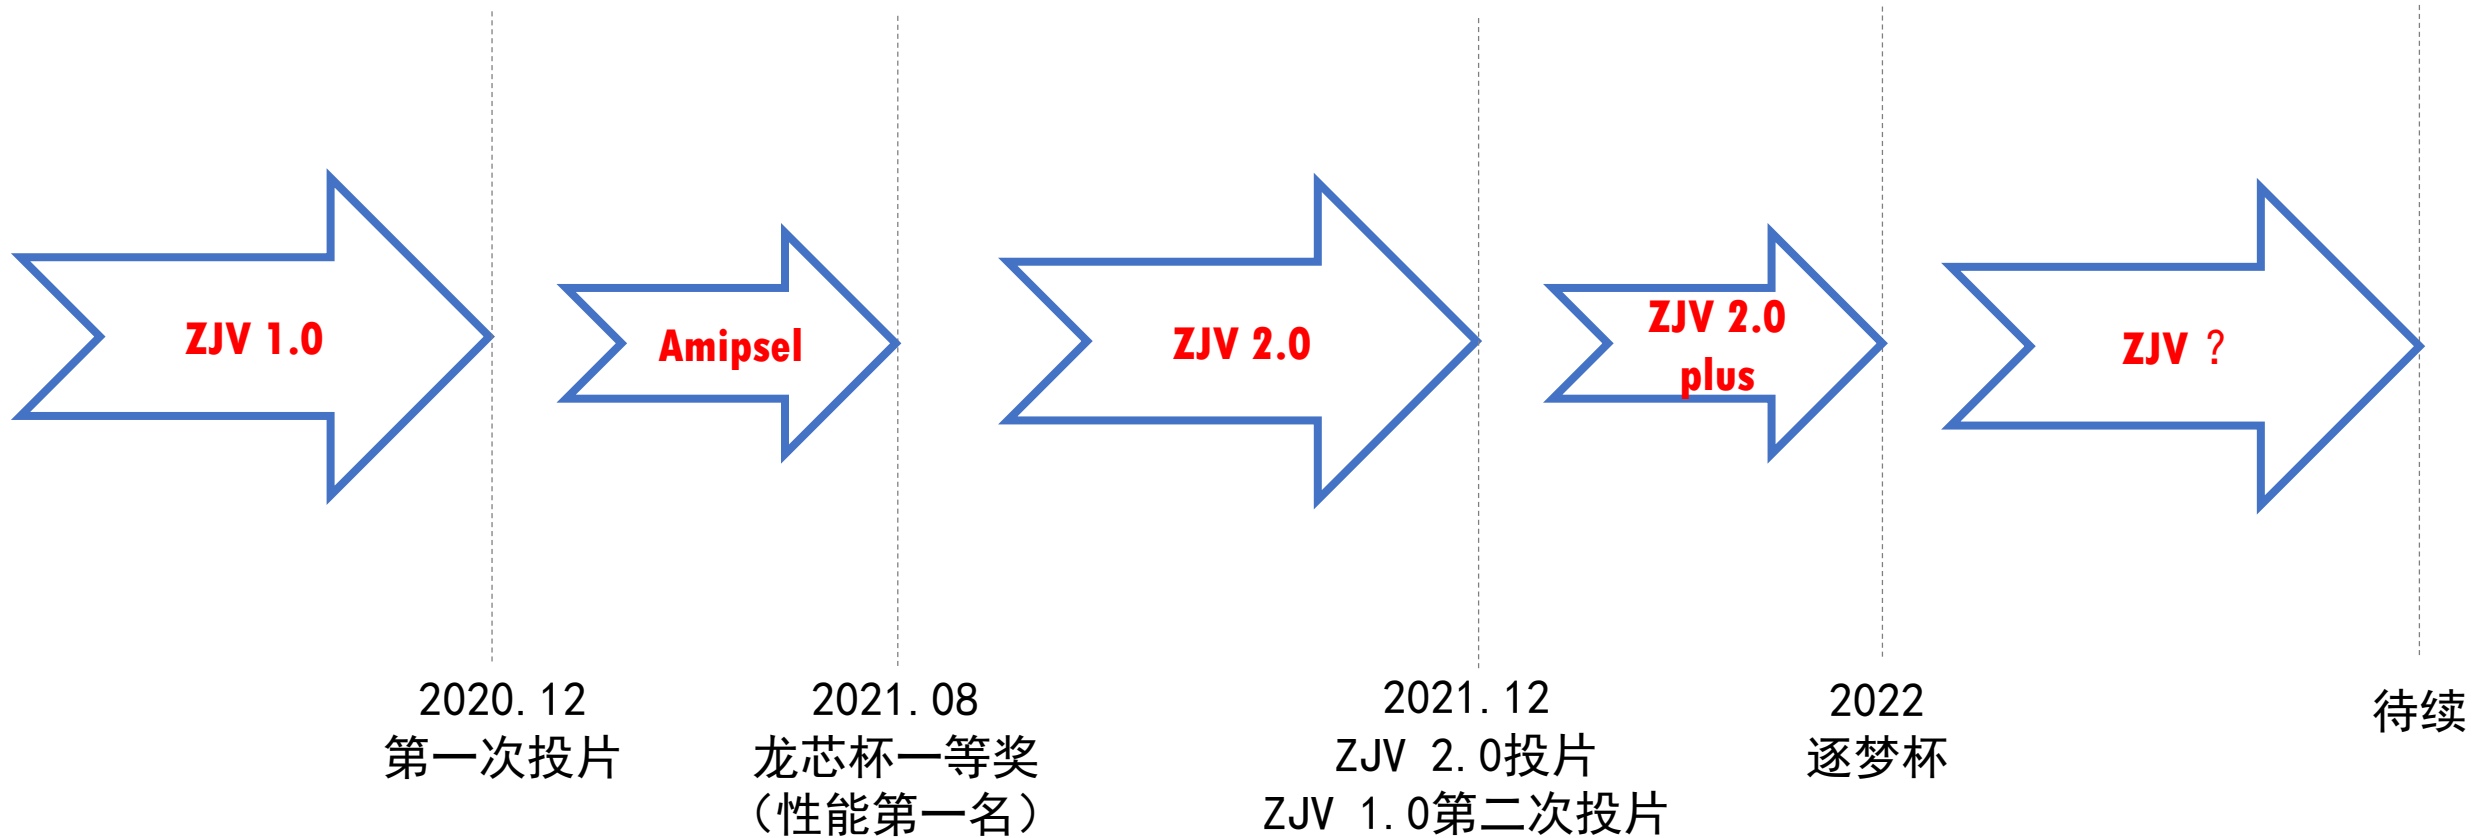 ZJV 1.0
Amipsel
ZJV 2.0
ZJV 2.0
plus
ZJV ?
2020.12
第一次投片
2021.08
龙芯杯一等奖
(性能第一名)
2021.12
ZJV 2.0投片
ZJV 1.0第二次投片
2022
逐梦杯
待续